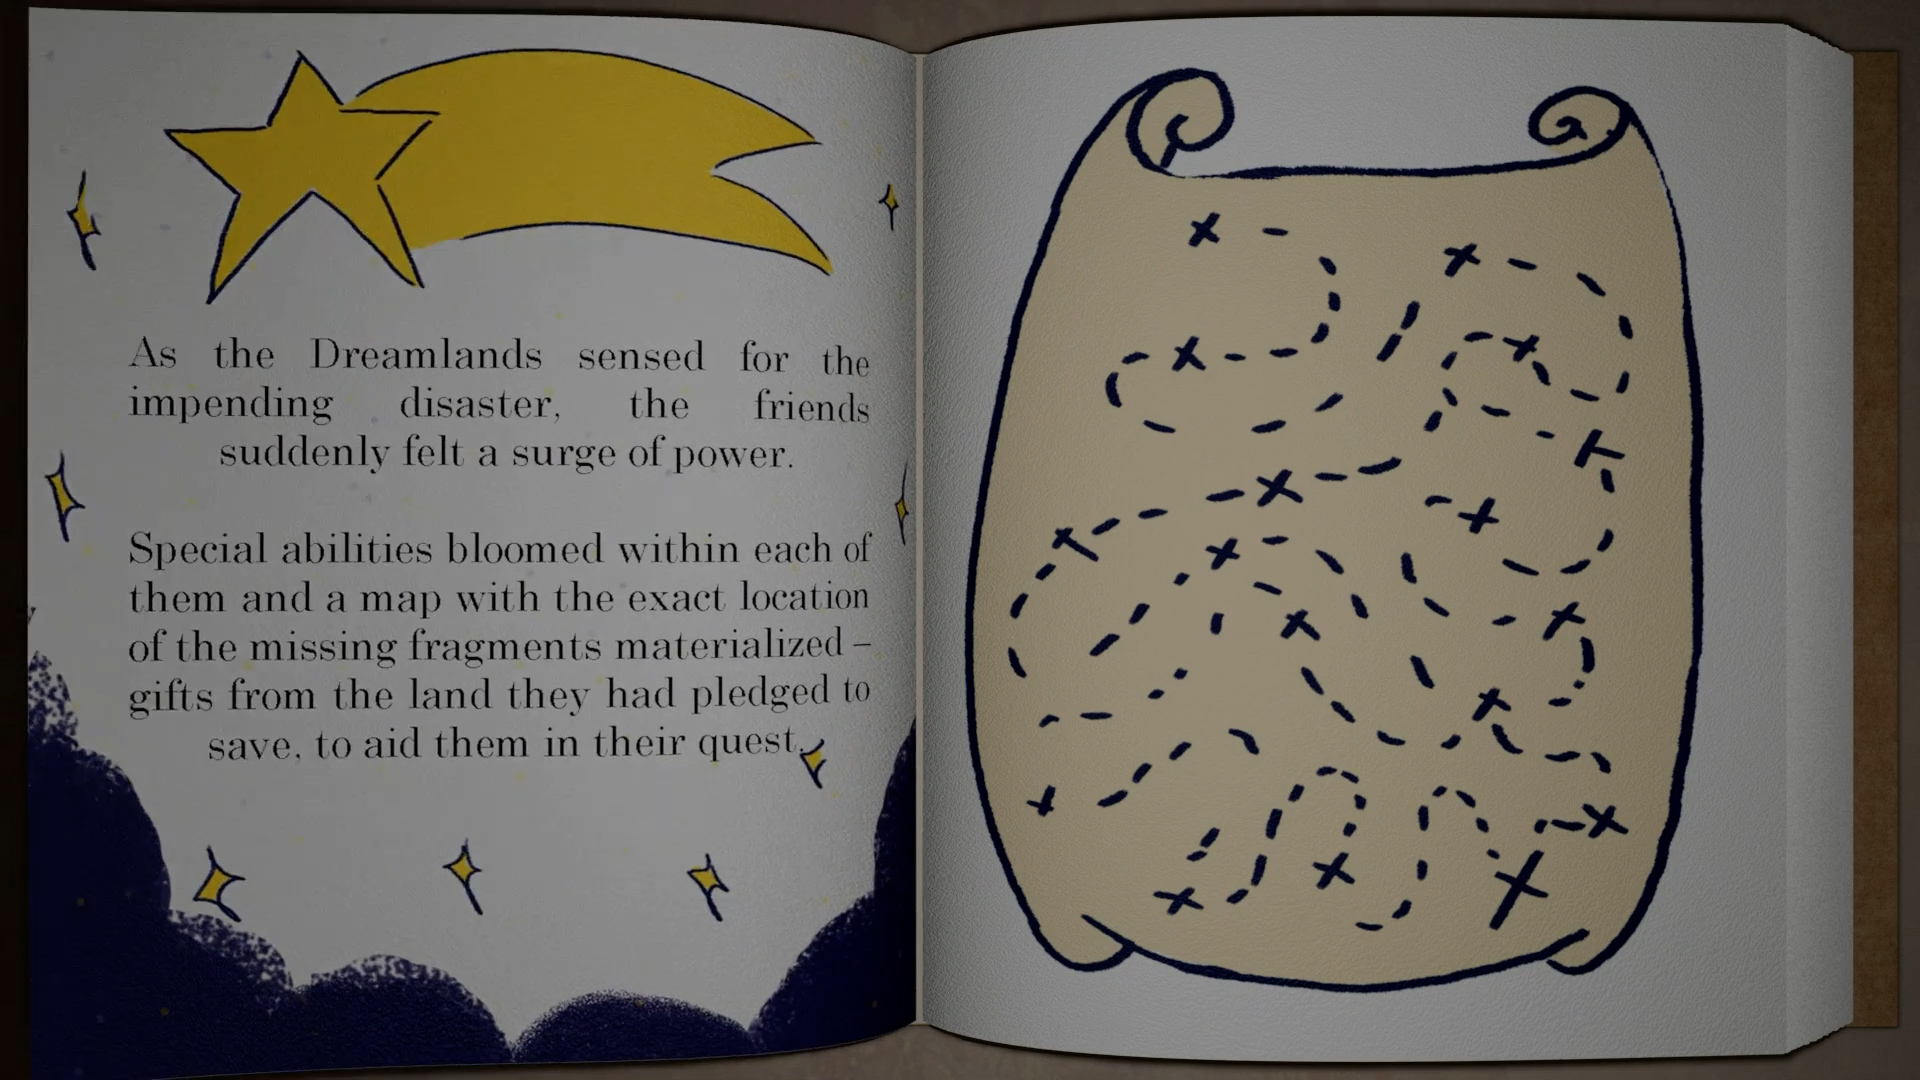 As the Dreamlands sensed for the
impending disaster, the friends
suddenly felt a surge of power.
Special abilities bloomed within each of
them and a map with the exact location
of the missing fragments materialized –
gifts from the land they had pledged to
save, to aid them in their quest.